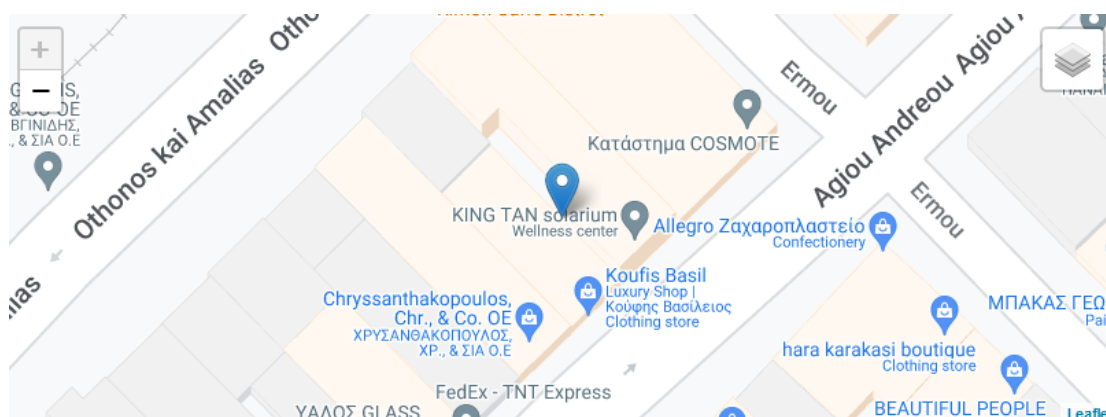 Othonos kai Amalias
Ermou
Agiou Andreou
Κατάστημα COSMOTE
& ΣΙΑ Ο.Ε
KING TAN solarium
Wellness center
Allegro Ζαχαροπλαστείο
Confectionery
Ermou
Koufis Basil
Luxury Shop |
Κούφης Βασίλειος
Clothing store
Chryssanthakopoulos,
Chr., & Co. OE
ΧΡΥΣΑΝΘΑΚΟΠΟΥΛΟΣ,
ΧΡ., & ΣΙΑ Ο.Ε
ΜΠΑΚΑΣ ΓΕΩ
hara karakasi boutique
Clothing store
FedEx - TNT Express
ΥΑΛΟΣ GLASS
BEAUTIFUL PEOPLE